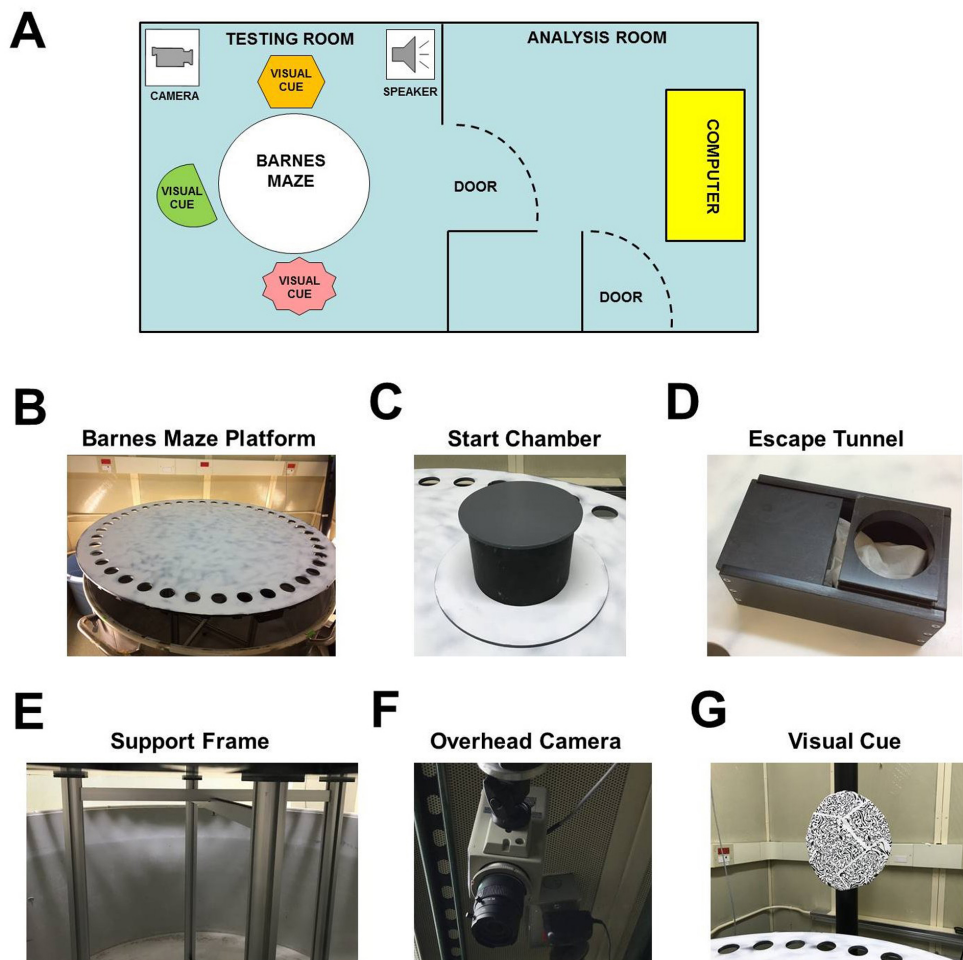 A
TESTING ROOM
ANALYSIS ROOM
CAMERA
VISUAL
CUE
SPEAKER
BARNES
MAZE
VISUAL
CUE
VISUAL
CUE
DOOR
COMPUTER
DOOR
B
Barnes Maze Platform
C
Start Chamber
D
Escape Tunnel
E
Support Frame
F
Overhead Camera
G
Visual Cue